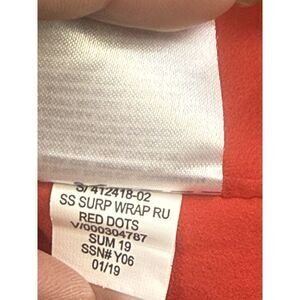 S/ 412418-02
SS SURP WRAP RU
RED DOTS
V/000304787
SUM 19
SSN# Y06
01/19